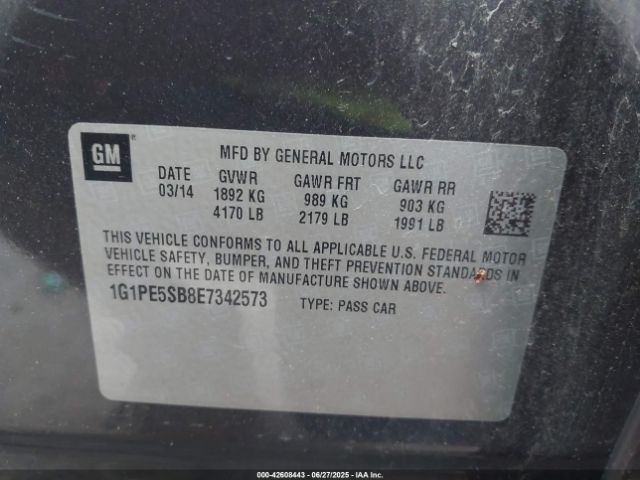 GM ®
MFD BY GENERAL MOTORS LLC
DATE GVWR GAWR FRT GAWR RR
03/14 1892 KG 989 KG 903 KG
4170 LB 2179 LB 1991 LB
THIS VEHICLE CONFORMS TO ALL APPLICABLE U.S. FEDERAL MOTOR
VEHICLE SAFETY, BUMPER, AND THEFT PREVENTION STANDARDS IN
EFFECT ON THE DATE OF MANUFACTURE SHOWN ABOVE.
1G1PE5SB8E7342573 TYPE: PASS CAR
000-42608443 - 06/27/2025 - IAAI.COM